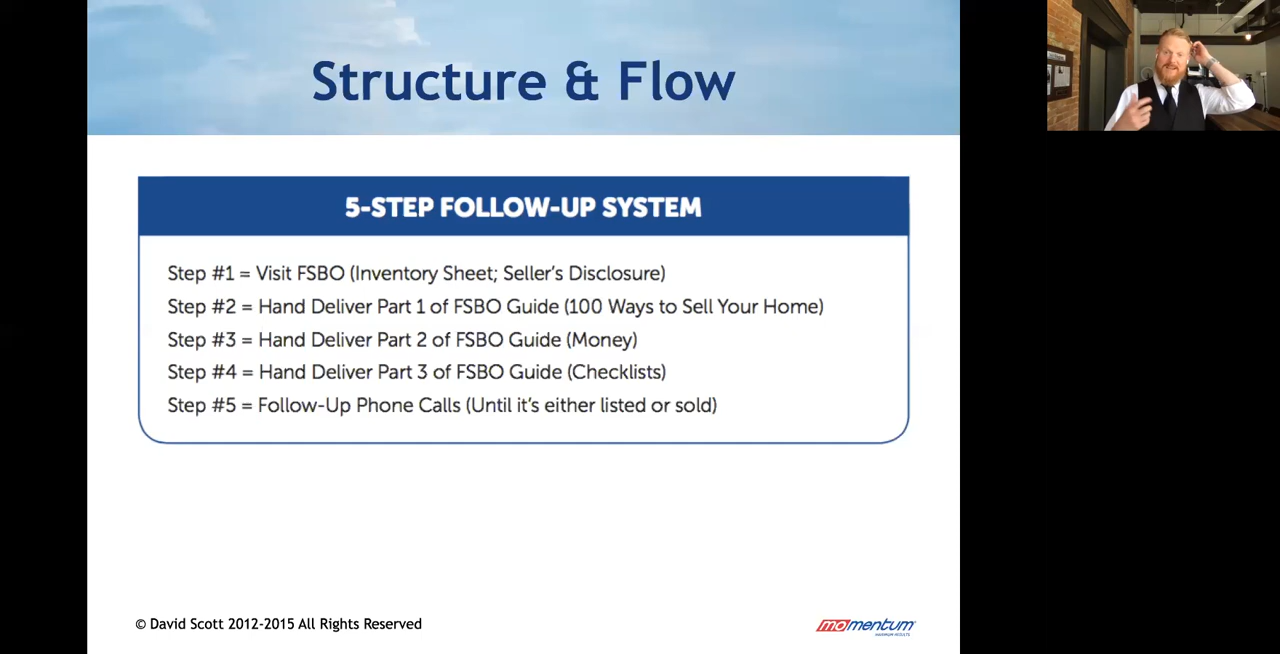 Structure & Flow
5-STEP FOLLOW-UP SYSTEM
Step #1 = Visit FSBO (Inventory Sheet; Seller's Disclosure)
Step #2 = Hand Deliver Part 1 of FSBO Guide (100 Ways to Sell Your Home)
Step #3 = Hand Deliver Part 2 of FSBO Guide (Money)
Step #4 = Hand Deliver Part 3 of FSBO Guide (Checklists)
Step #5 = Follow-Up Phone Calls (Until it's either listed or sold)
© David Scott 2012-2015 All Rights Reserved
momentum